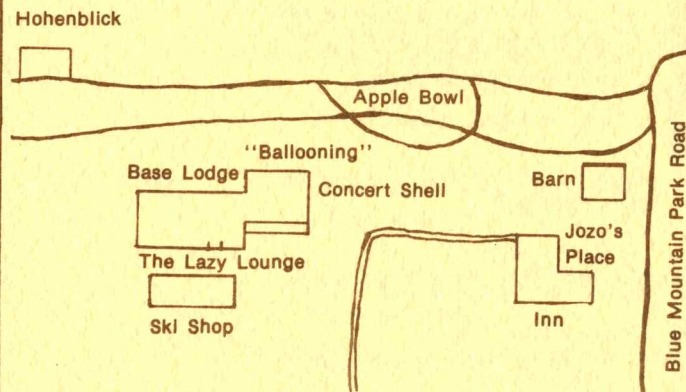 Hohenblick
Apple Bowl
"Ballooning"
Base Lodge
Concert Shell
Barn
Blue Mountain Park Road
Jozo's
Place
The Lazy Lounge
Ski Shop
Inn